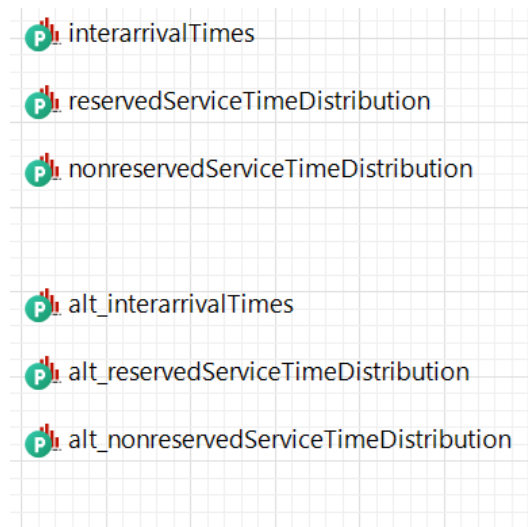 P interarrivalTimes
P reservedServiceTimeDistribution
P nonreservedServiceTimeDistribution
P alt_interarrivalTimes
P alt_reservedServiceTimeDistribution
P alt_nonreservedServiceTimeDistribution